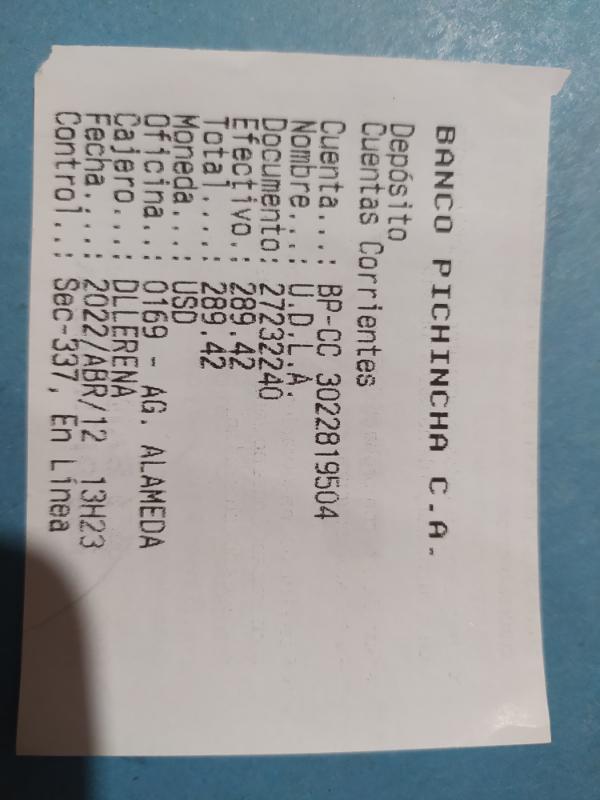 BANCO PICHINCHA C.A.
Depósito
Cuentas Corrientes
Cuenta...: BP-CC 3022819504
Nombre...: U.D.L.A.
Documento: 27232240
Efectivo.: 289.42
Total....: 289.42
Moneda...: USD
Oficina..: 0169 - AG. ALAMEDA
Cajero...: DLLERENA
Fecha....: 2022/ABR/12 13H23
Control..: Sec-337, En Línea